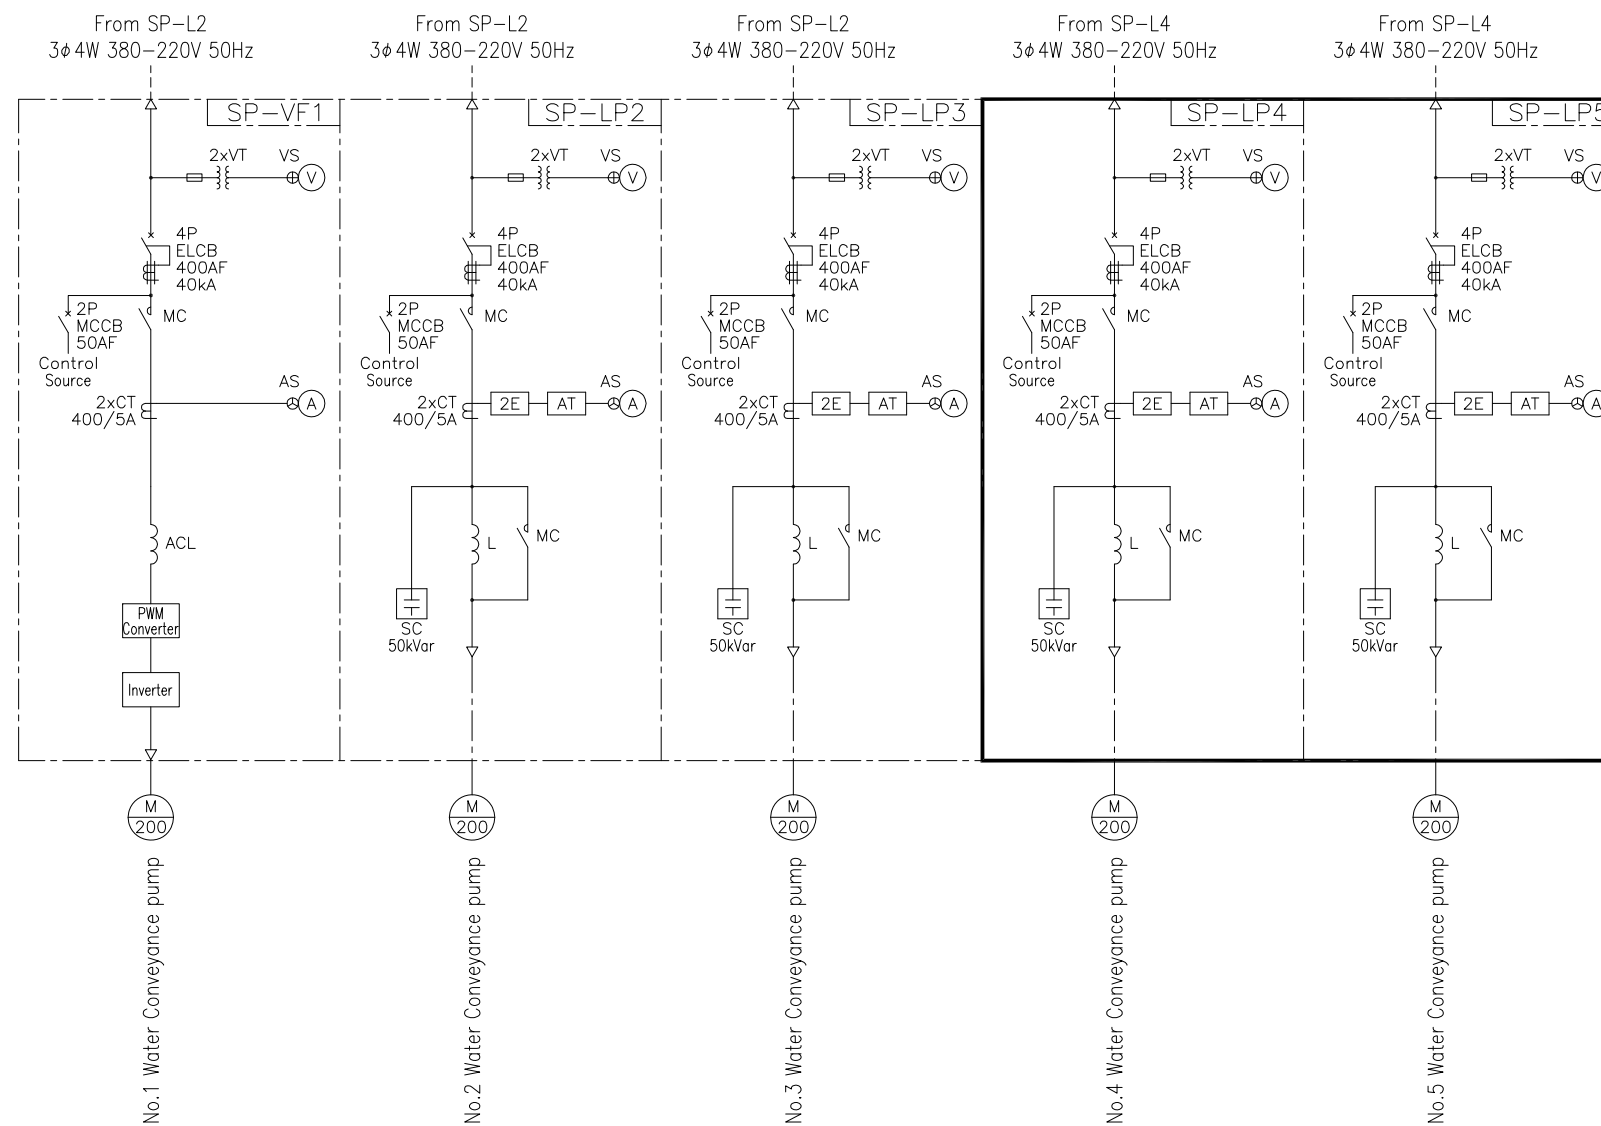 From SP-L2
3φ4W 380-220V 50Hz
SP-VF1
2xVT
VS
V
4P
ELCB
400AF
40kA
2P
MCCB
50AF
MC
Control
Source
2xCT
400/5A
AS
A
ACL
PWM
Converter
Inverter
M
200
No.1 Water Conveyance pump
From SP-L2
3φ4W 380-220V 50Hz
SP-LP2
2xVT
VS
V
4P
ELCB
400AF
40kA
2P
MCCB
50AF
MC
Control
Source
2xCT
400/5A
2E
AT
AS
A
L
MC
SC
50kVar
M
200
No.2 Water Conveyance pump
From SP-L2
3φ4W 380-220V 50Hz
SP-LP3
2xVT
VS
V
4P
ELCB
400AF
40kA
2P
MCCB
50AF
MC
Control
Source
2xCT
400/5A
2E
AT
AS
A
L
MC
SC
50kVar
M
200
No.3 Water Conveyance pump
From SP-L4
3φ4W 380-220V 50Hz
SP-LP4
2xVT
VS
V
4P
ELCB
400AF
40kA
2P
MCCB
50AF
MC
Control
Source
2xCT
400/5A
2E
AT
AS
A
L
MC
SC
50kVar
M
200
No.4 Water Conveyance pump
From SP-L4
3φ4W 380-220V 50Hz
SP-LP5
2xVT
VS
V
4P
ELCB
400AF
40kA
2P
MCCB
50AF
MC
Control
Source
2xCT
400/5A
2E
AT
AS
A
L
MC
SC
50kVar
M
200
No.5 Water Conveyance pump